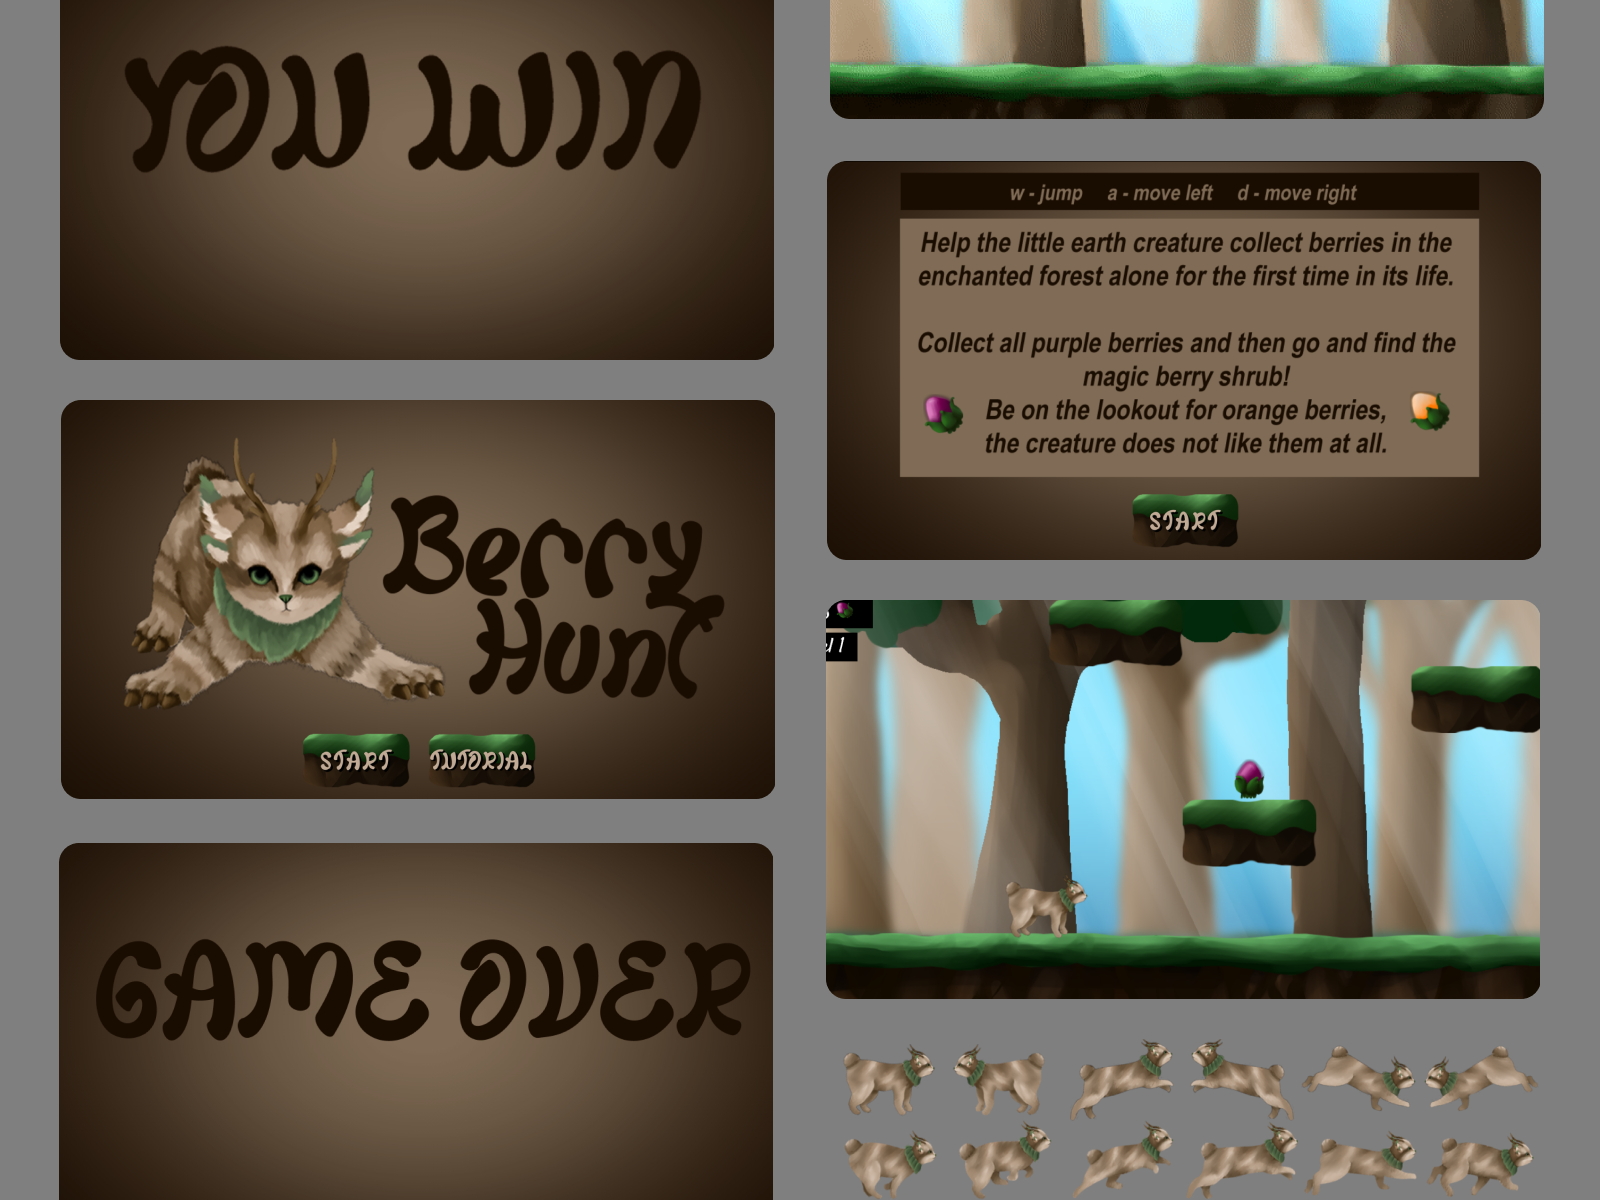 YOU WIN
Berry
Hunt
START TUTORIAL
GAME OVER
w - jump a - move left d - move right
Help the little earth creature collect berries in the
enchanted forest alone for the first time in its life.
Collect all purple berries and then go and find the
magic berry shrub!
Be on the lookout for orange berries,
the creature does not like them at all.
START
1